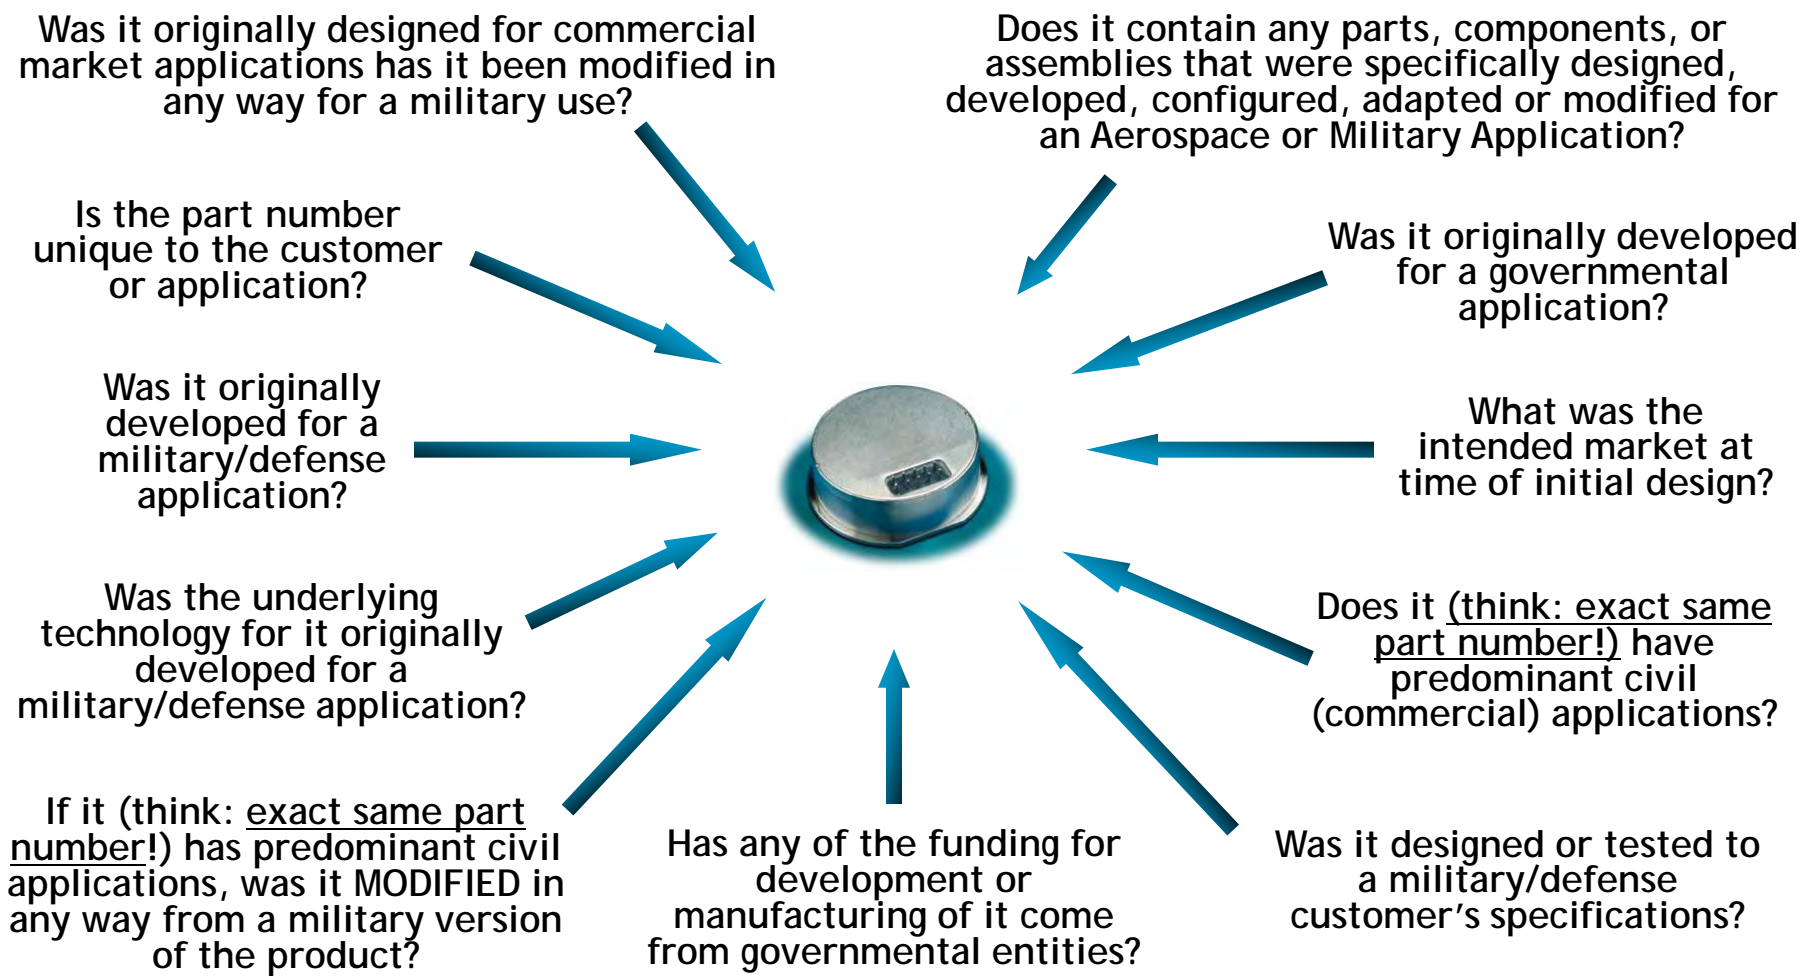 Was it originally designed for commercial
market applications has it been modified in
any way for a military use?
Does it contain any parts, components, or
assemblies that were specifically designed,
developed, configured, adapted or modified for
an Aerospace or Military Application?
Is the part number
unique to the customer
or application?
Was it originally developed
for a governmental
application?
Was it originally
developed for a
military/defense
application?
What was the
intended market at
time of initial design?
Was the underlying
technology for it originally
developed for a
military/defense application?
Does it (think: exact same
part number!) have
predominant civil
(commercial) applications?
If it (think: exact same part
number!) has predominant civil
applications, was it MODIFIED in
any way from a military version
of the product?
Has any of the funding for
development or
manufacturing of it come
from governmental entities?
Was it designed or tested to
a military/defense
customer's specifications?